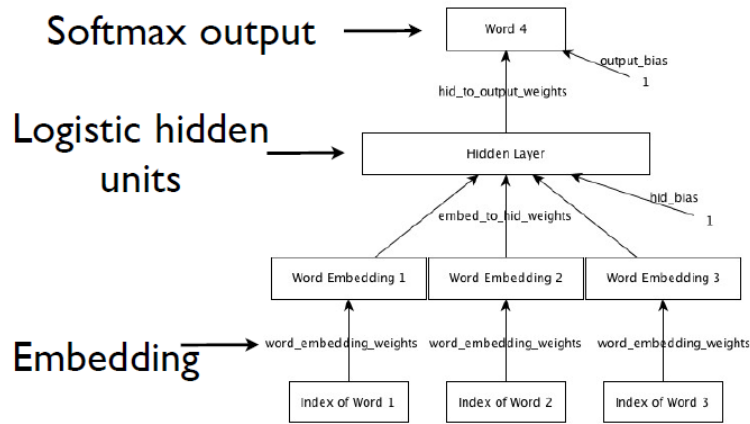 Softmax output
Word 4
output_bias
1
hid_to_output_weights
Logistic hidden
units
Hidden Layer
hid_bias
1
embed_to_hid_weights
Word Embedding 1
Word Embedding 2
Word Embedding 3
Embedding
word_embedding_weights
word_embedding_weights
word_embedding_weights
Index of Word 1
Index of Word 2
Index of Word 3